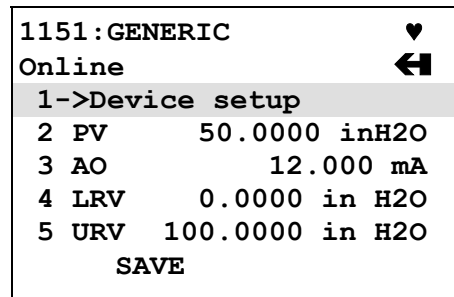 1151:GENERIC ♥
Online
1->Device setup
2 PV 50.0000 inH2O
3 AO 12.000 mA
4 LRV 0.0000 in H2O
5 URV 100.0000 in H2O
SAVE